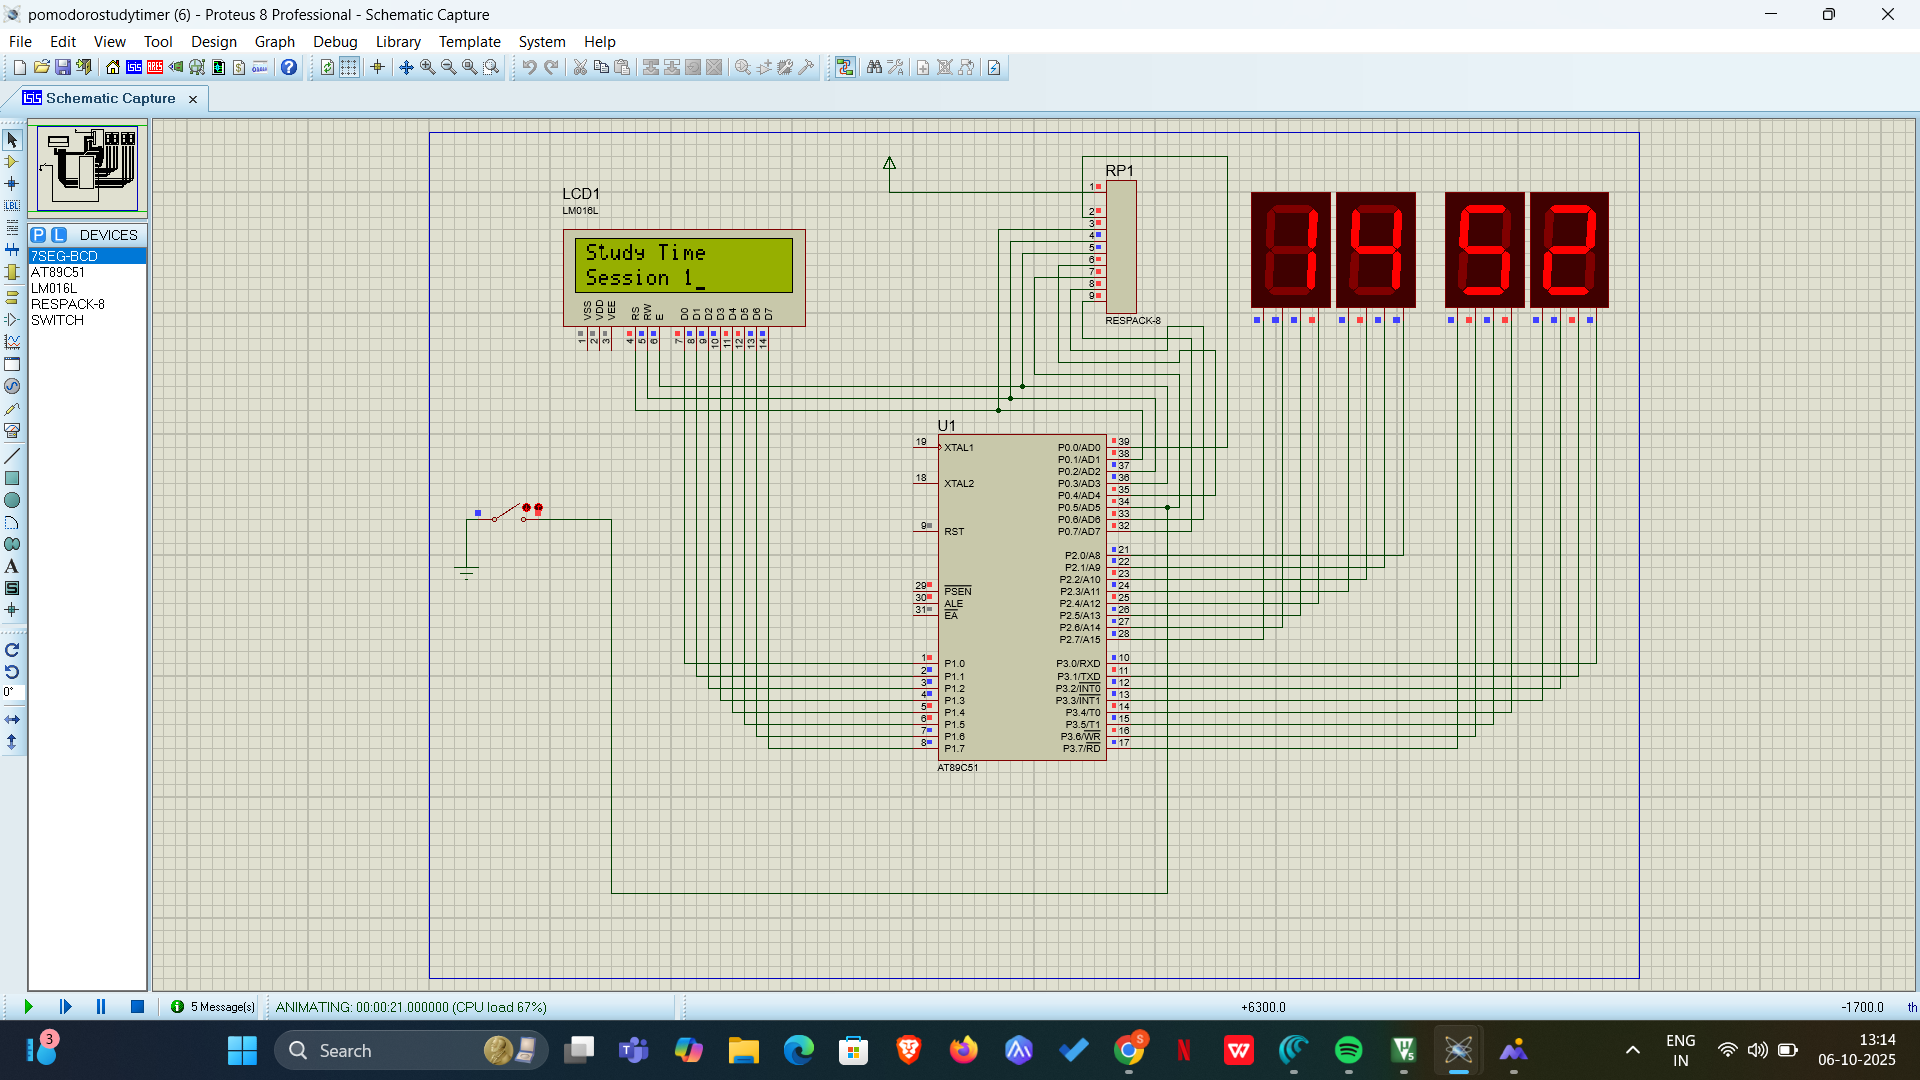 pomodorostudytimer (6) - Proteus 8 Professional - Schematic Capture
File Edit View Tool Design Graph Debug Library Template System Help
Schematic Capture
P L DEVICES
7SEG-BCD
AT89C51
LM016L
RESPACK-8
SWITCH
LBL
A
S
0°
LCD1
LM016L
Study Time
Session 1_
VSS VDD VEE RS RW E D0 D1 D2 D3 D4 D5 D6 D7
1 2 3 4 5 6 7 8 9 10 11 12 13 14
RP1
1
2
3
4
5
6
7
8
9
RESPACK-8
14 52
U1
19 XTAL1
18 XTAL2
9 RST
29 PSEN
30 ALE
31 EA
1 P1.0
2 P1.1
3 P1.2
4 P1.3
5 P1.4
6 P1.5
7 P1.6
8 P1.7
P0.0/AD0 39
P0.1/AD1 38
P0.2/AD2 37
P0.3/AD3 36
P0.4/AD4 35
P0.5/AD5 34
P0.6/AD6 33
P0.7/AD7 32
P2.0/A8 21
P2.1/A9 22
P2.2/A10 23
P2.3/A11 24
P2.4/A12 25
P2.5/A13 26
P2.6/A14 27
P2.7/A15 28
P3.0/RXD 10
P3.1/TXD 11
P3.2/INT0 12
P3.3/INT1 13
P3.4/T0 14
P3.5/T1 15
P3.6/WR 16
P3.7/RD 17
AT89C51
5 Message(s) ANIMATING: 00:00:21.000000 (CPU load 67%) +6300.0 -1700.0 th
3
Search
S
ENG
IN
13:14
06-10-2025